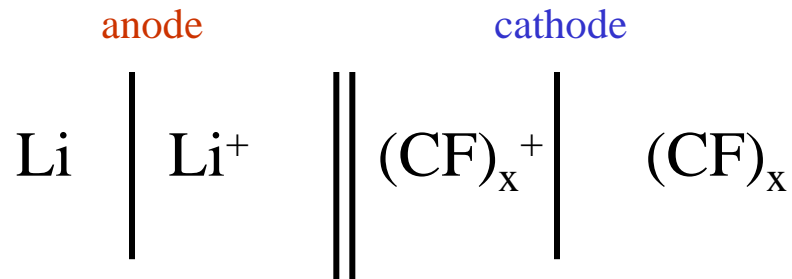 anode cathode
Li | Li⁺ || (CF)ₓ⁺ | (CF)ₓ